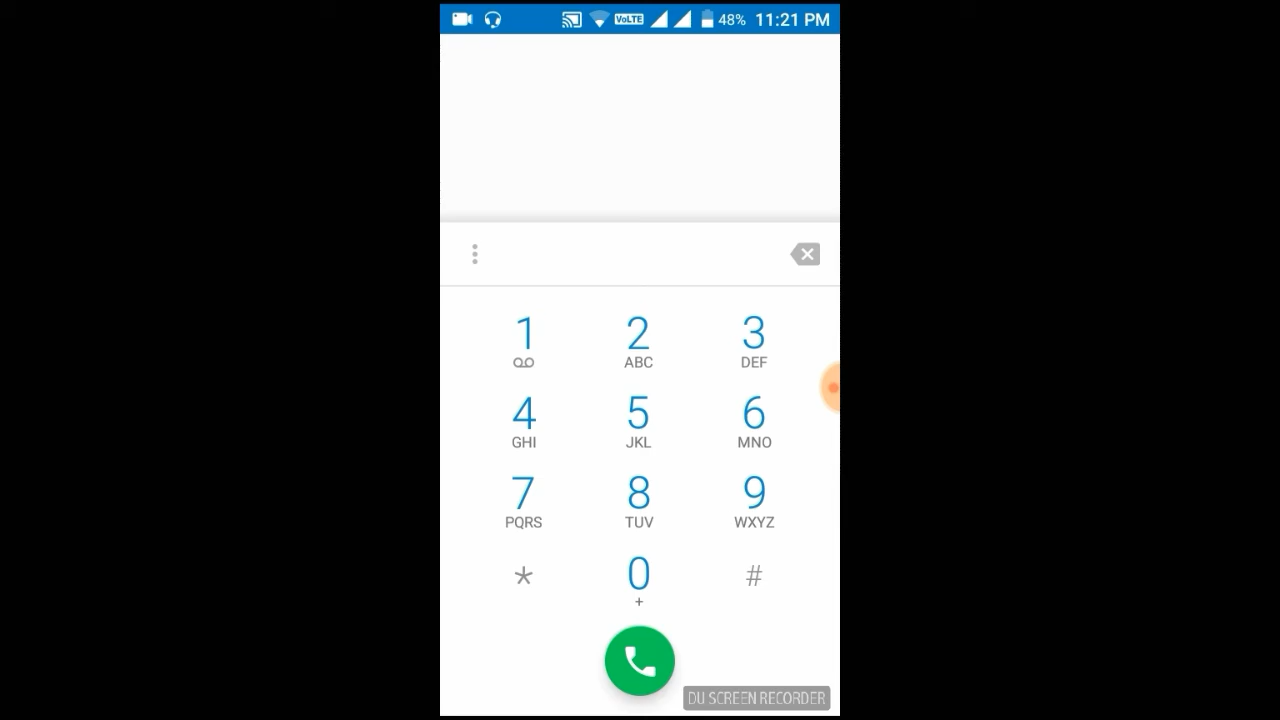 VoLTE 48% 11:21 PM
1 2 3
ABC DEF
4 5 6
GHI JKL MNO
7 8 9
PQRS TUV WXYZ
* 0 #
+
DU SCREEN RECORDER